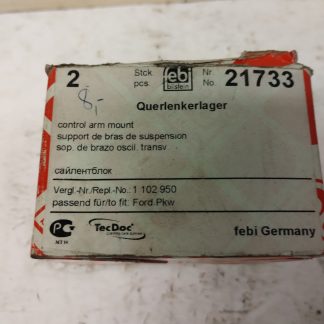 2 Stck pcs. febi bilstein Nr. No. 21733
8,-
Querlenkerlager
control arm mount
support de bras de suspension
sop. de brazo oscil. transv.
сайлентблок
Vergl.-Nr./Repl.-No.: 1 102 950
passend für/to fit: Ford Pkw
TecDoc febi Germany